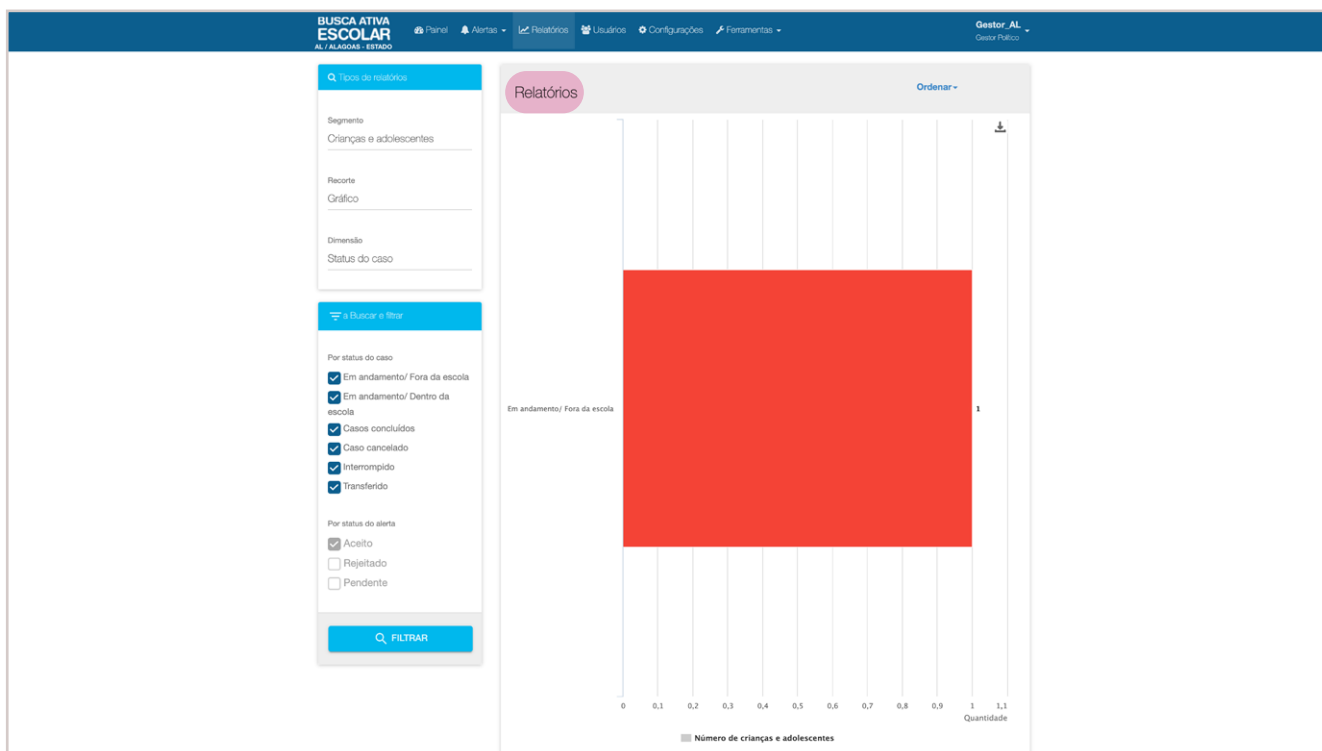 BUSCA ATIVA
ESCOLAR
AL / ALAGOAS - ESTADO
Painel Alertas Relatórios Usuários Configurações Ferramentas
Gestor_AL
Gestor Político
Tipos de relatórios
Segmento
Crianças e adolescentes
Recorte
Gráfico
Dimensão
Status do caso
a Buscar e filtrar
Por status do caso
Em andamento/ Fora da escola
Em andamento/ Dentro da
escola
Casos concluídos
Caso cancelado
Interrompido
Transferido
Por status do alerta
Aceito
Rejeitado
Pendente
FILTRAR
Relatórios
Ordenar
Em andamento/ Fora da escola
1
0 0,1 0,2 0,3 0,4 0,5 0,6 0,7 0,8 0,9 1 1,1
Quantidade
Número de crianças e adolescentes